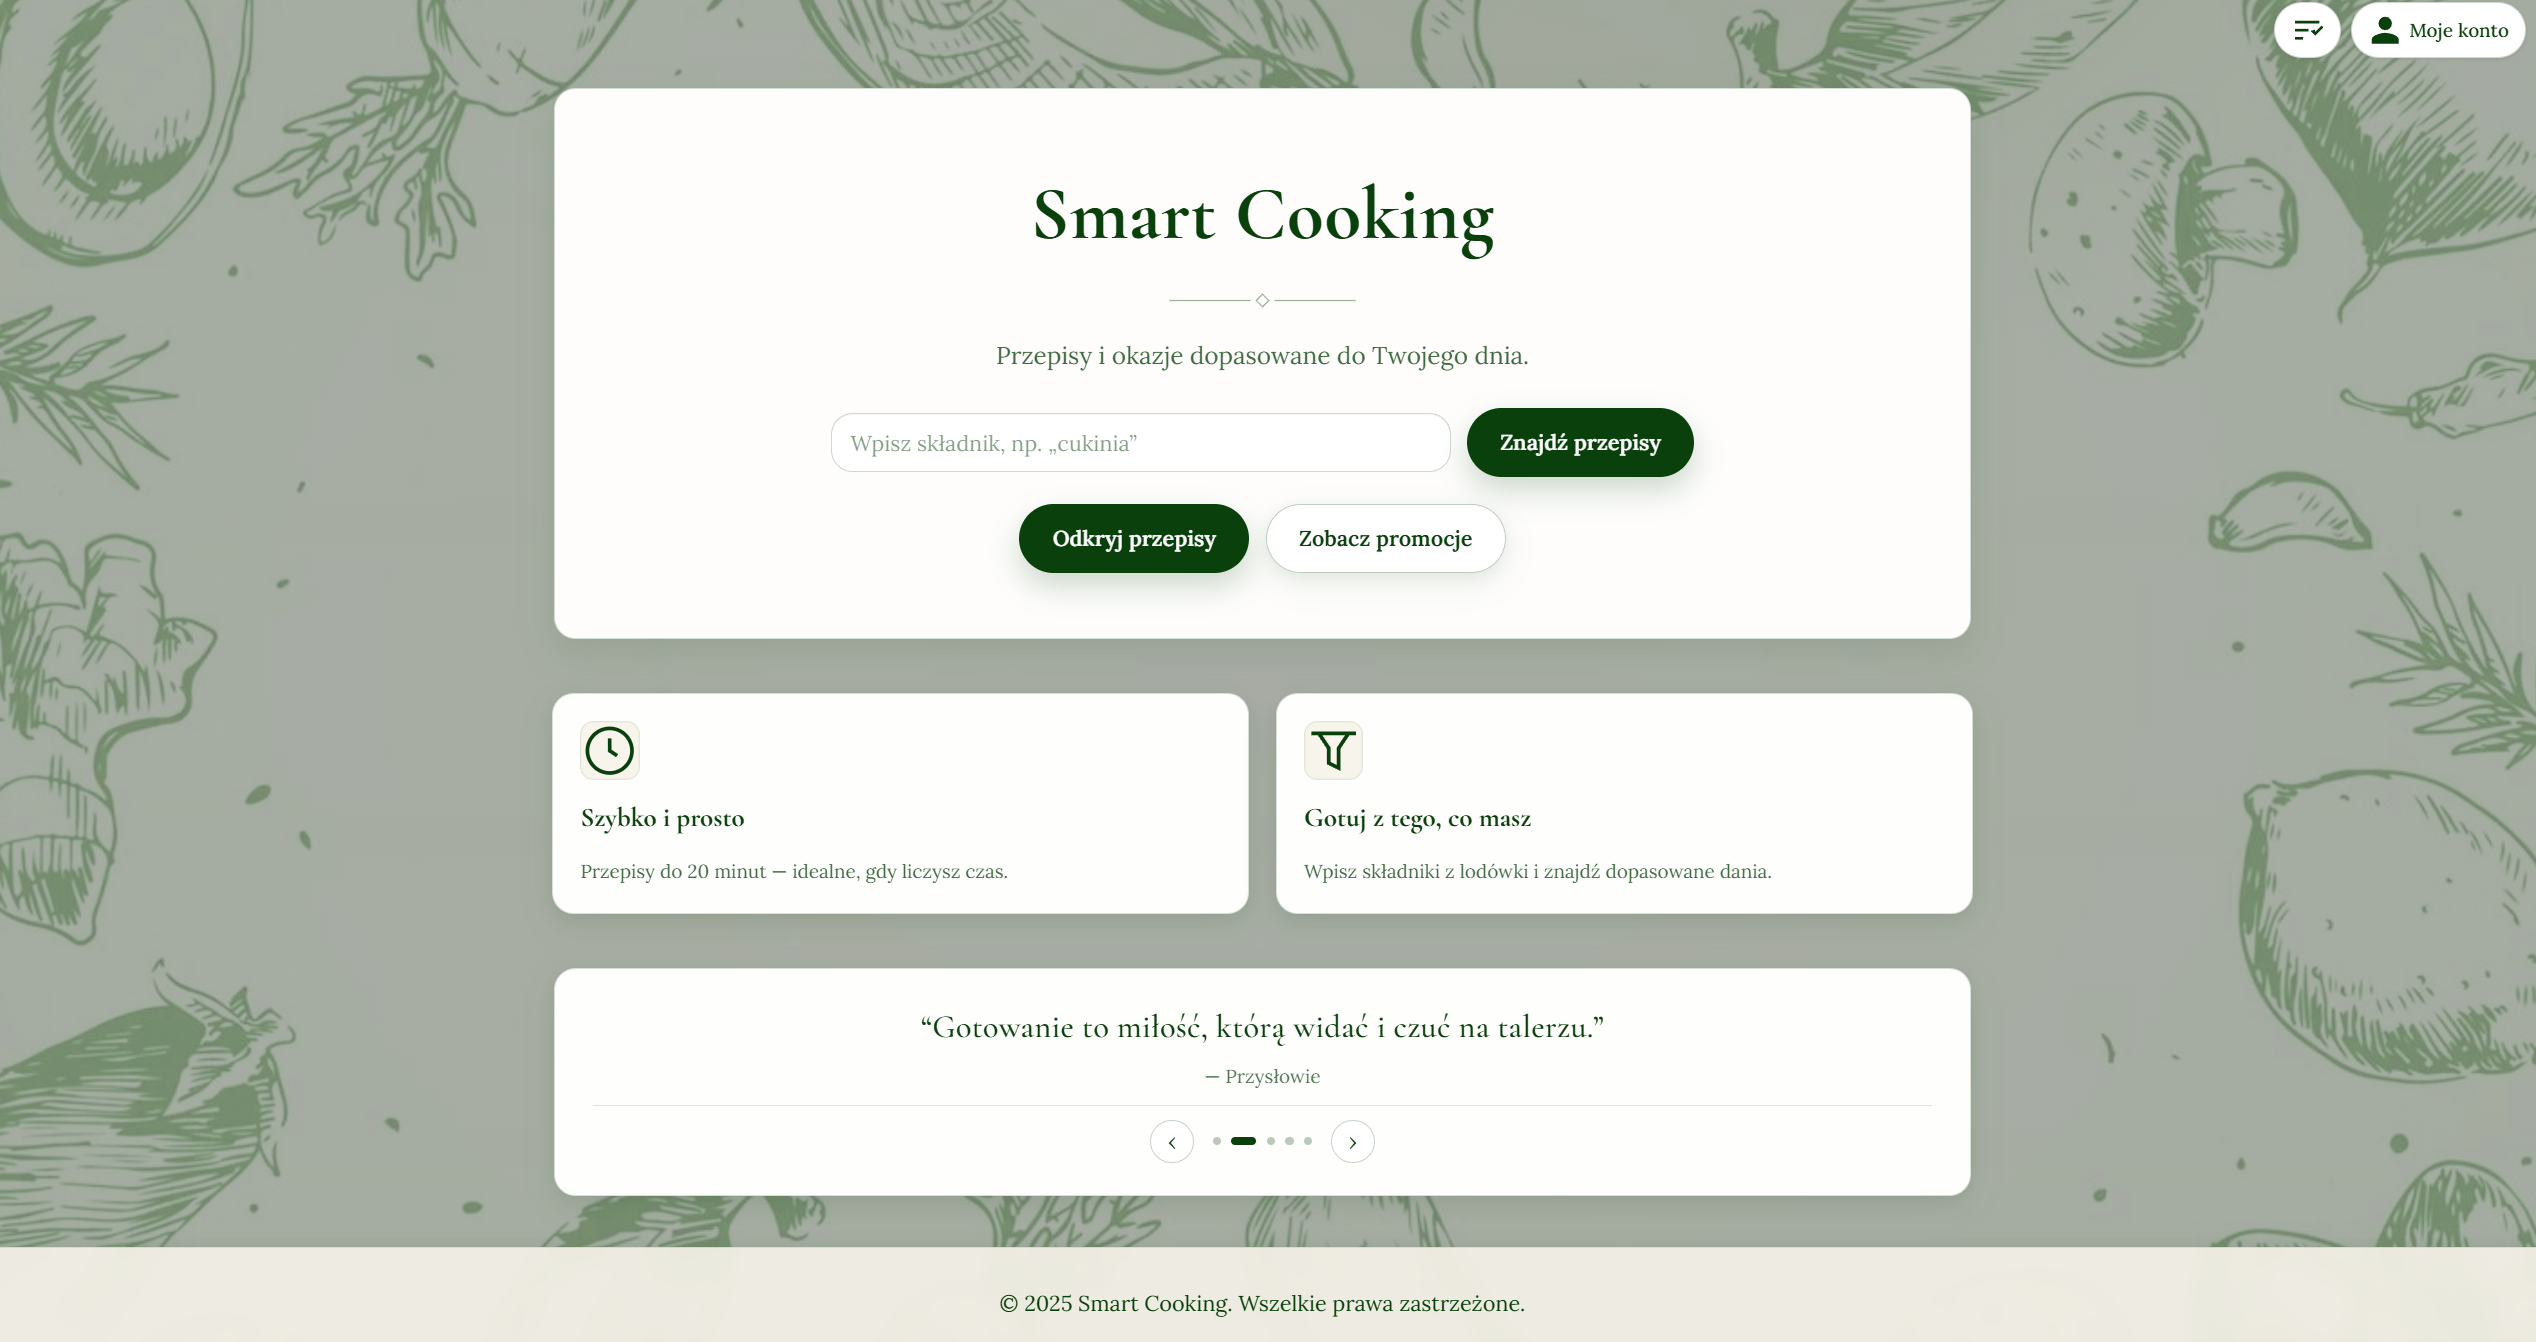 Moje konto
Smart Cooking
Przepisy i okazje dopasowane do Twojego dnia.
Wpisz składnik, np. „cukinia”
Znajdź przepisy
Odkryj przepisy
Zobacz promocje
Szybko i prosto
Przepisy do 20 minut — idealne, gdy liczysz czas.
Gotuj z tego, co masz
Wpisz składniki z lodówki i znajdź dopasowane dania.
“Gotowanie to miłość, którą widać i czuć na talerzu.”
— Przysłowie
© 2025 Smart Cooking. Wszelkie prawa zastrzeżone.